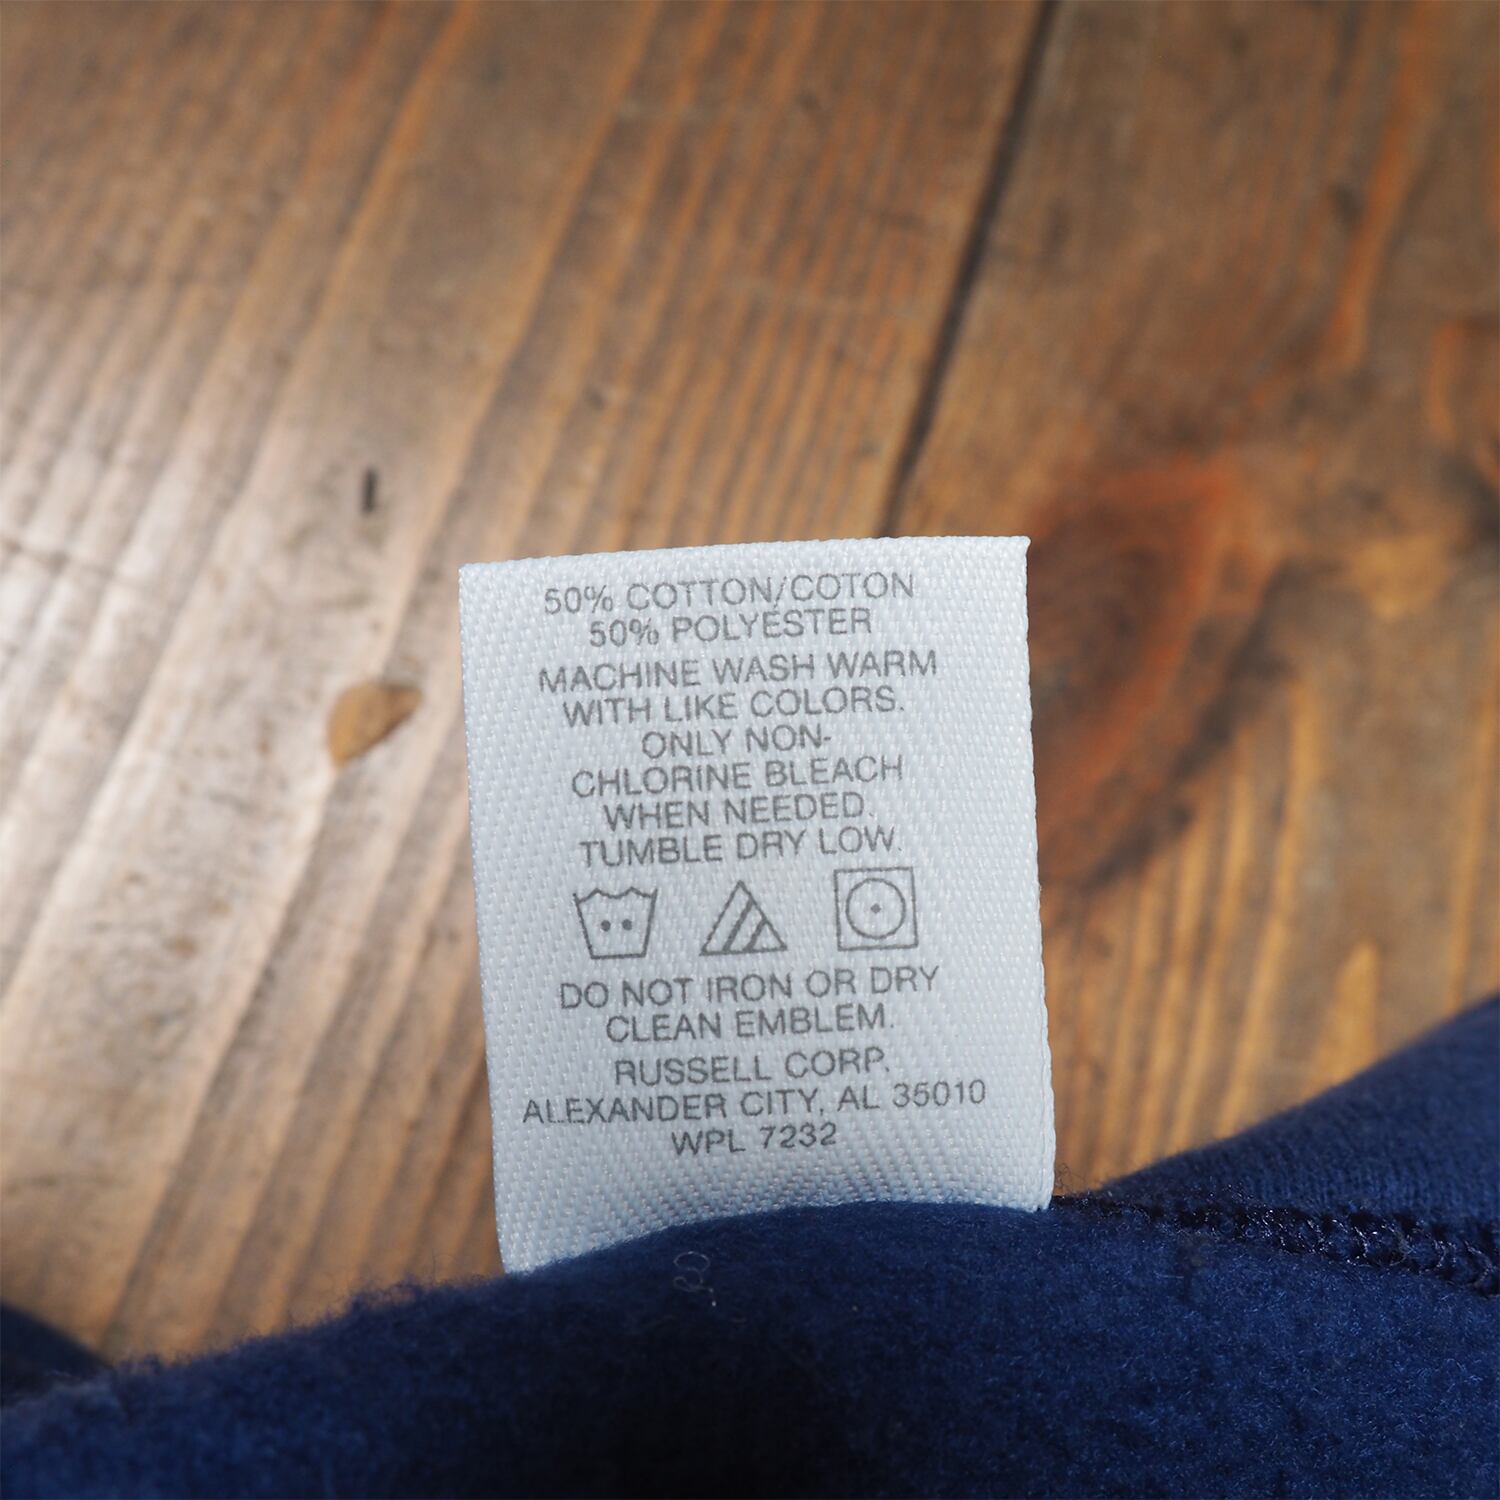 50% COTTON/COTON
50% POLYÉSTER
MACHINE WASH WARM
WITH LIKE COLORS.
ONLY NON-
CHLORINE BLEACH
WHEN NEEDED.
TUMBLE DRY LOW.
DO NOT IRON OR DRY
CLEAN EMBLEM.
RUSSELL CORP.
ALEXANDER CITY, AL 35010
WPL 7232